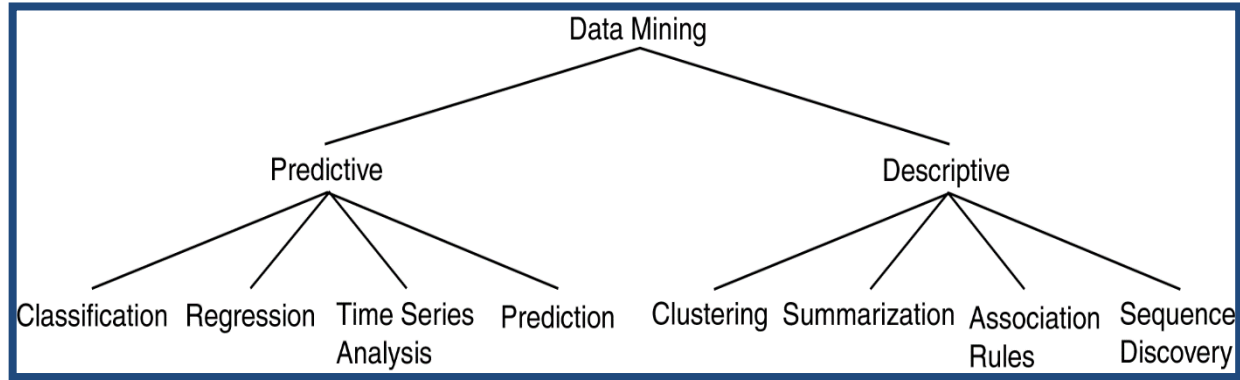 Data Mining
Predictive
Descriptive
Classification
Regression
Time Series
Analysis
Prediction
Clustering
Summarization
Association
Rules
Sequence
Discovery